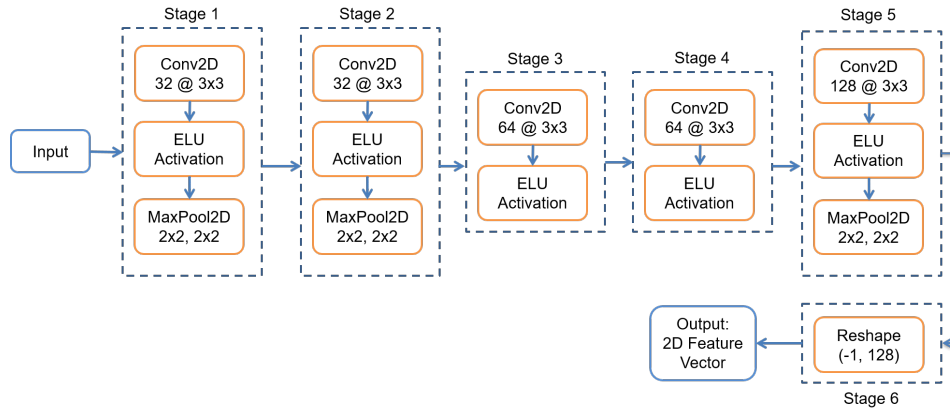 Input
Stage 1
Conv2D
32 @ 3x3
ELU
Activation
MaxPool2D
2x2, 2x2
Stage 2
Conv2D
32 @ 3x3
ELU
Activation
MaxPool2D
2x2, 2x2
Stage 3
Conv2D
64 @ 3x3
ELU
Activation
Stage 4
Conv2D
64 @ 3x3
ELU
Activation
Stage 5
Conv2D
128 @ 3x3
ELU
Activation
MaxPool2D
2x2, 2x2
Reshape
(-1, 128)
Stage 6
Output:
2D Feature
Vector